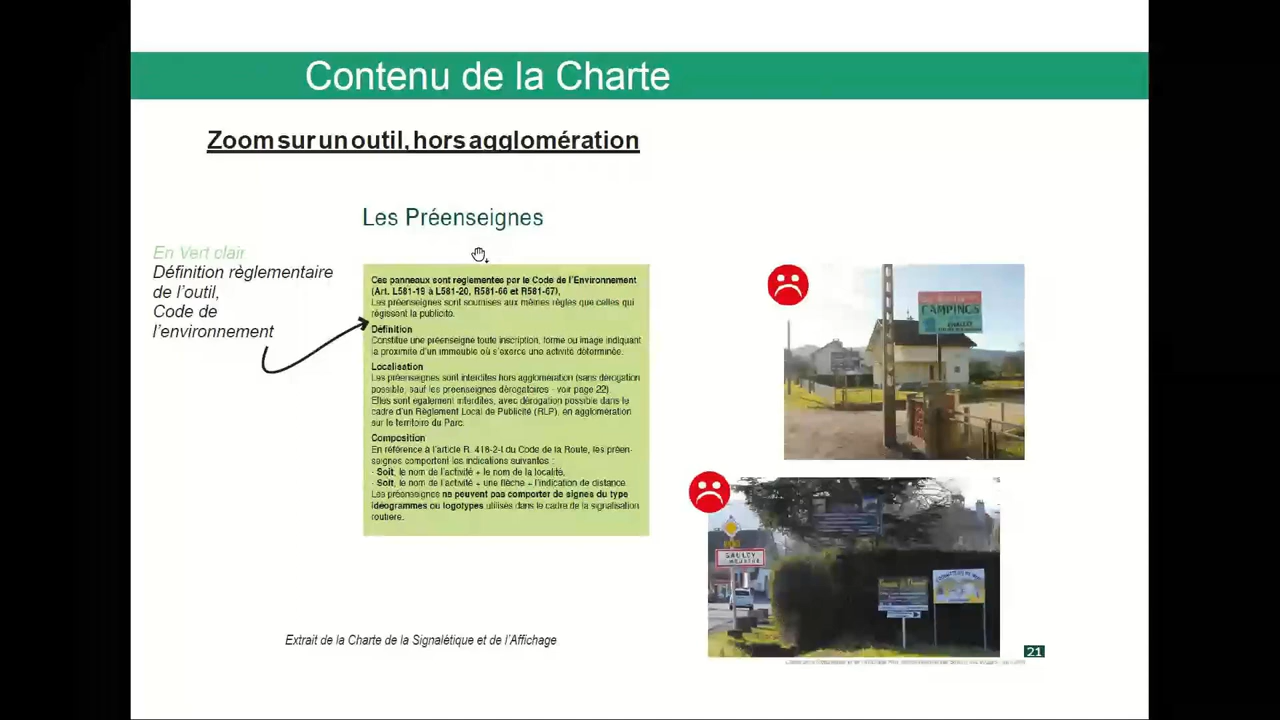 Contenu de la Charte
Zoom sur un outil, hors agglomération
Les Préenseignes
En Vert clair
Définition règlementaire
de l'outil,
Code de
l'environnement
Ces panneaux sont réglementés par le Code de l'Environnement
(Art. L581-19 à L581-20, R581-66 et R581-67),
Les préenseignes sont soumises aux mêmes règles que celles qui
régissent la publicité.
Définition
Constitue une préenseigne toute inscription, forme ou image indiquant
la proximité d'un immeuble où s'exerce une activité déterminée.
Localisation
Les préenseignes sont interdites hors agglomération (sans dérogation
possible, sauf les préenseignes dérogatoires - voir page 22)
Elles sont également interdites, avec dérogation possible dans le
cadre d'un Règlement Local de Publicité (RLP), en agglomération
sur le territoire du Parc.
Composition
En référence à l'article R. 418-2-I du Code de la Route, les préen-
seignes comportent les indications suivantes :
- Soit, le nom de l'activité + le nom de la localité,
- Soit, le nom de l'activité + une flèche + l'indication de distance.
Les préenseignes ne peuvent pas comporter de signes du type
idéogrammes ou logotypes utilisés dans le cadre de la signalisation
routière.
CAMPINGS
SAULCY
MEURTHE
Extrait de la Charte de la Signalétique et de l'Affichage
21